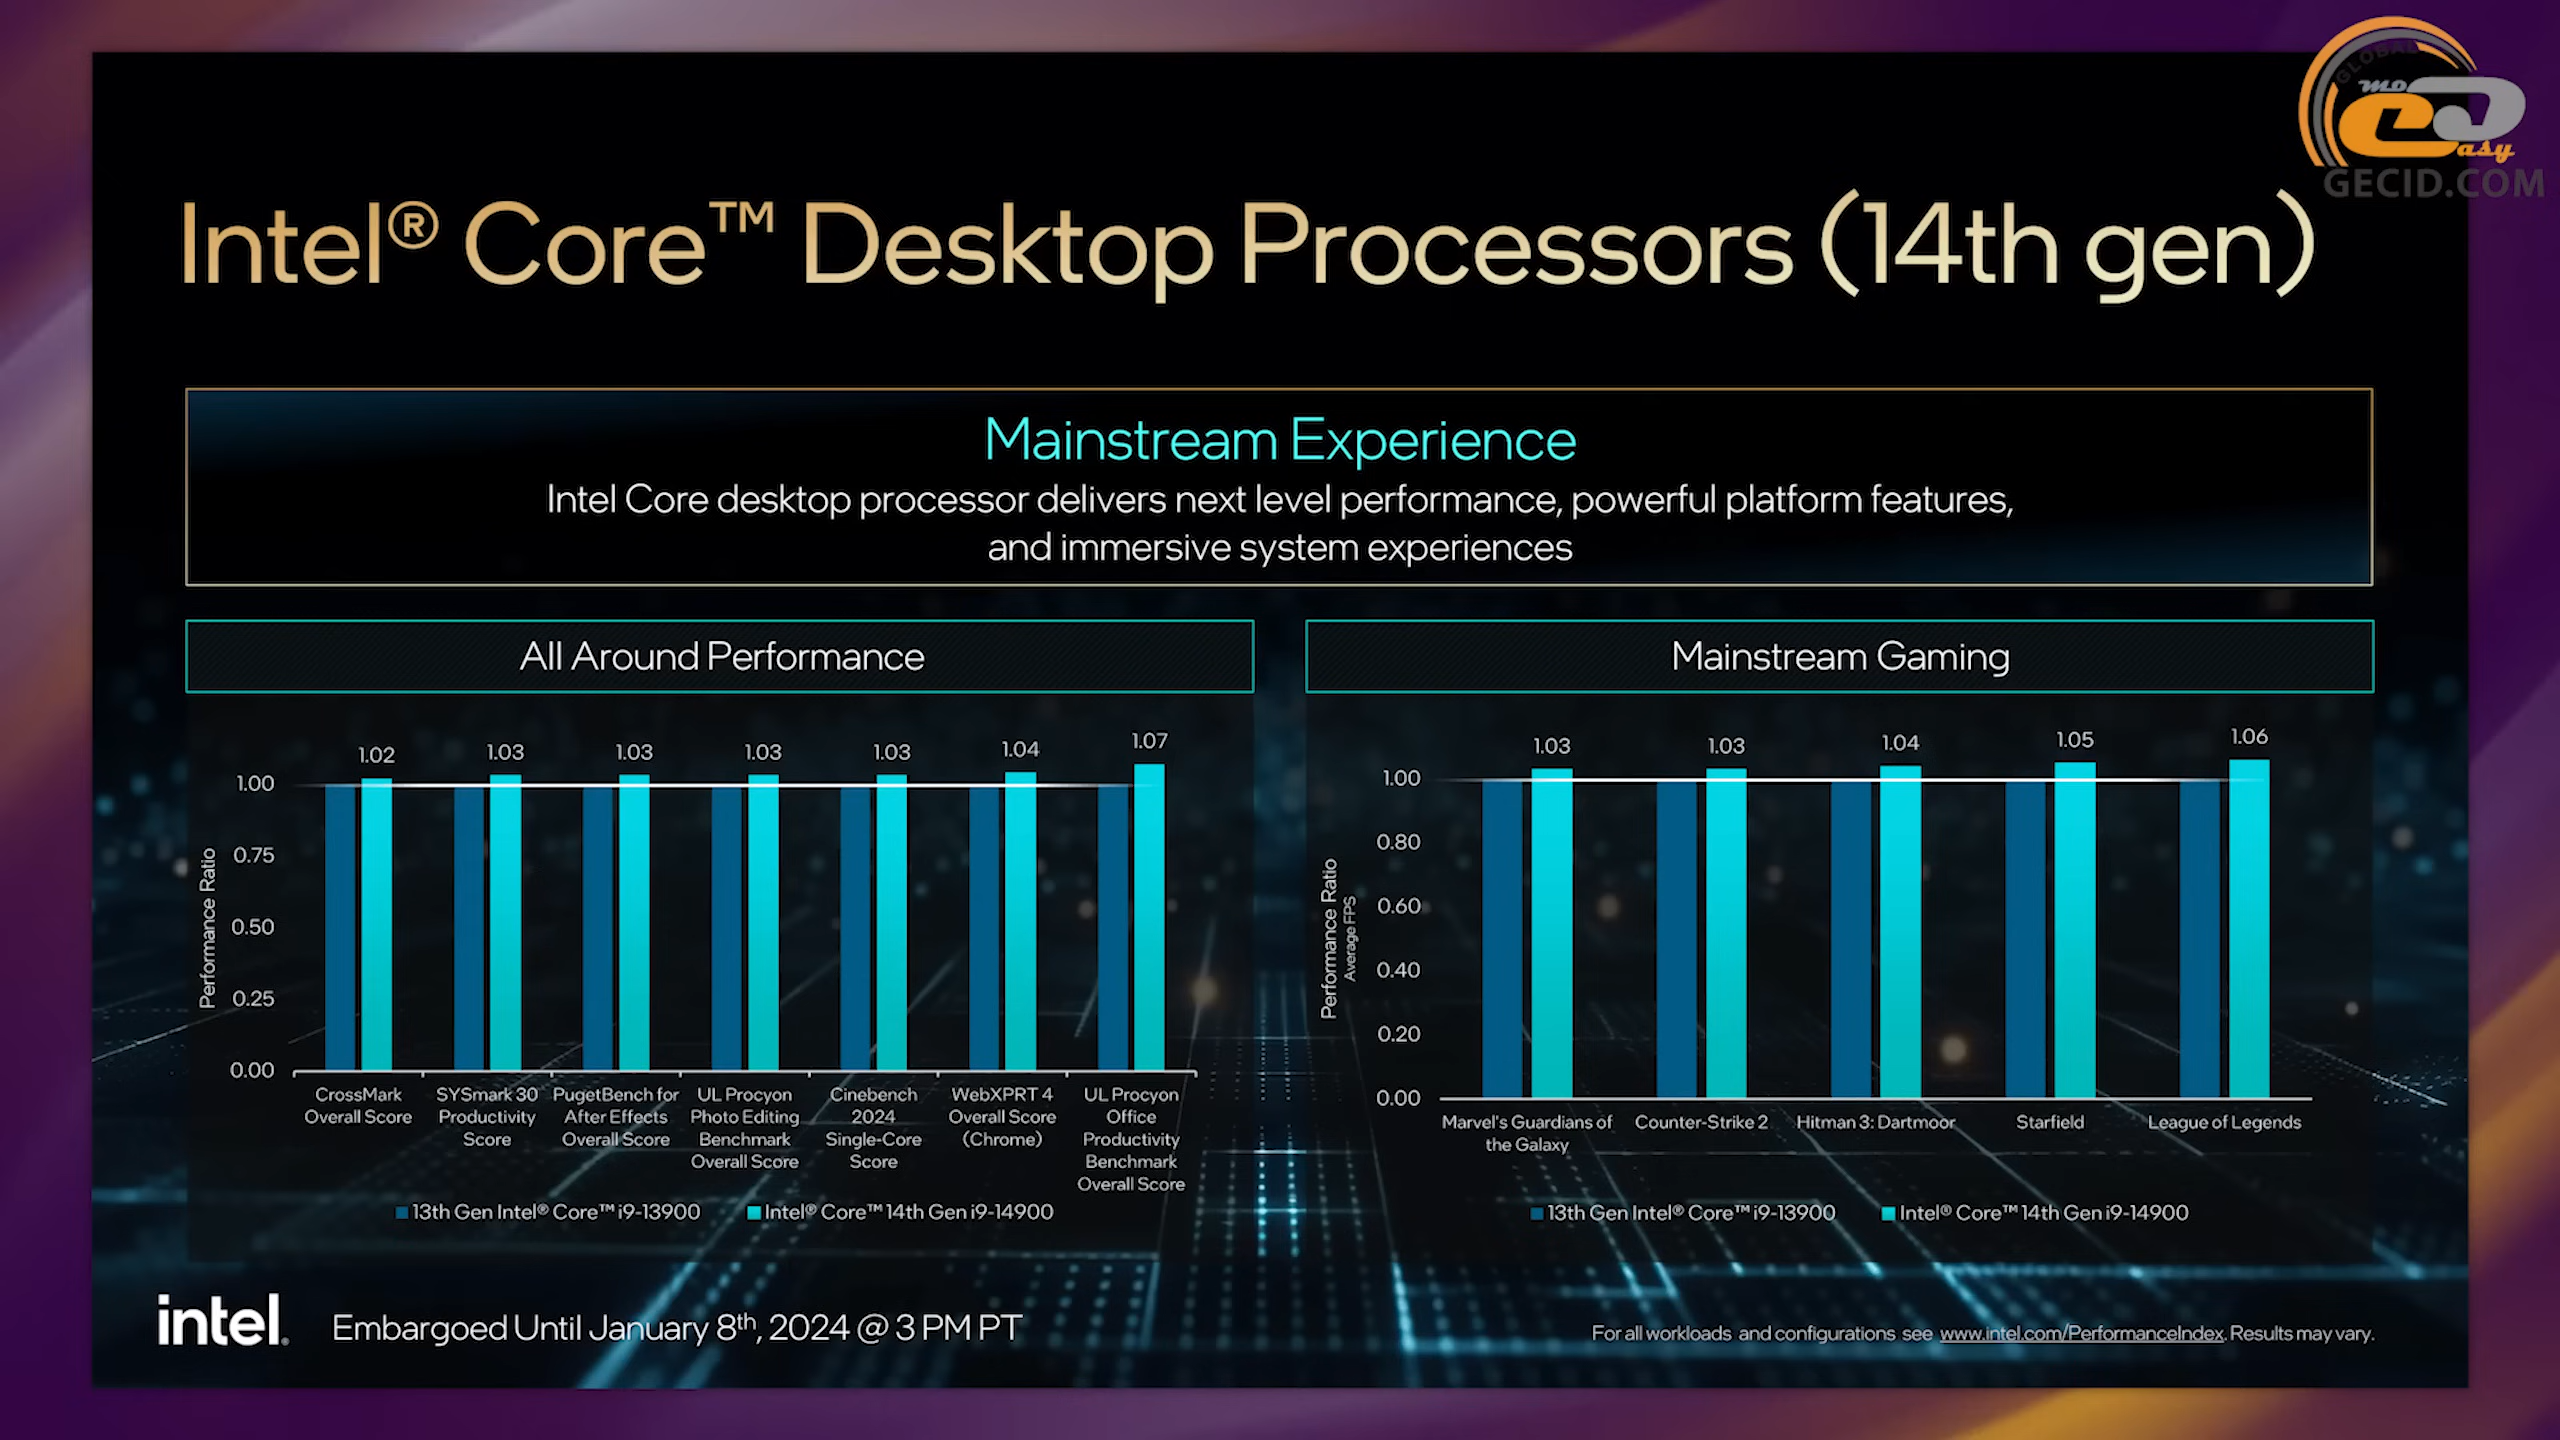 GLOBAL
mo
easy
GECID.COM
Intel® Core™ Desktop Processors (14th gen)
Mainstream Experience
Intel Core desktop processor delivers next level performance, powerful platform features,
and immersive system experiences
All Around Performance
Performance Ratio
1.00
0.75
0.50
0.25
0.00
1.02
1.03
1.03
1.03
1.03
1.04
1.07
CrossMark
Overall Score
SYSmark 30
Productivity
Score
PugetBench for
After Effects
Overall Score
UL Procyon
Photo Editing
Benchmark
Overall Score
Cinebench
2024
Single-Core
Score
WebXPRT 4
Overall Score
(Chrome)
UL Procyon
Office
Productivity
Benchmark
Overall Score
13th Gen Intel® Core™ i9-13900
Intel® Core™ 14th Gen i9-14900
Mainstream Gaming
Performance Ratio
Average FPS
1.00
0.80
0.60
0.40
0.20
0.00
1.03
1.03
1.04
1.05
1.06
Marvel's Guardians of
the Galaxy
Counter-Strike 2
Hitman 3: Dartmoor
Starfield
League of Legends
13th Gen Intel® Core™ i9-13900
Intel® Core™ 14th Gen i9-14900
intel.
Embargoed Until January 8th, 2024 @ 3 PM PT
For all workloads and configurations see www.intel.com/PerformanceIndex. Results may vary.